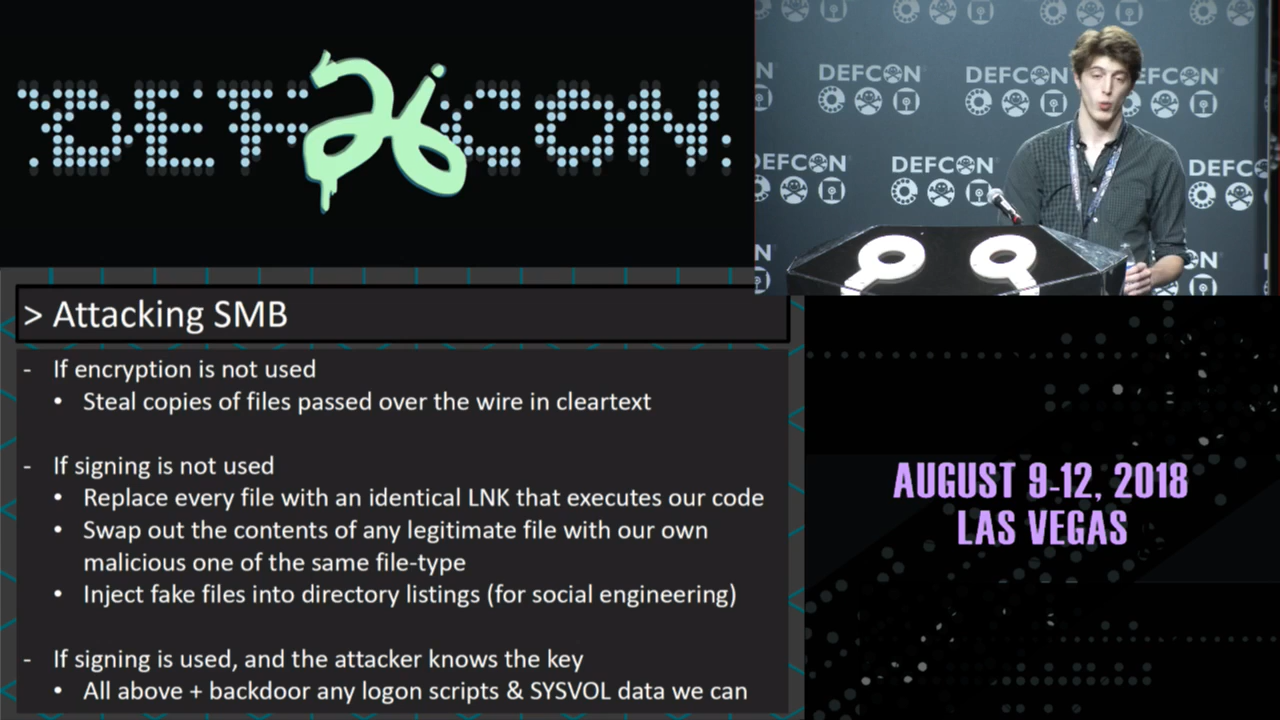 DEFCON
26
DEFCON DEFCON DEFCON
DEFCON DEFCON DEFCON
> Attacking SMB
- If encryption is not used
• Steal copies of files passed over the wire in cleartext
- If signing is not used
• Replace every file with an identical LNK that executes our code
• Swap out the contents of any legitimate file with our own
malicious one of the same file-type
• Inject fake files into directory listings (for social engineering)
- If signing is used, and the attacker knows the key
• All above + backdoor any logon scripts & SYSVOL data we can
AUGUST 9-12, 2018
LAS VEGAS